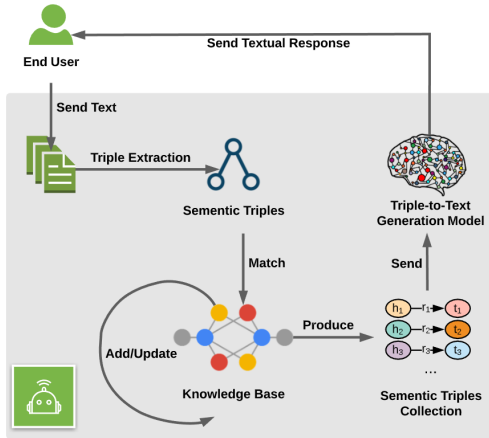 Send Textual Response
End User
Send Text
Triple Extraction
Sementic Triples
Triple-to-Text
Generation Model
Match
Send
Add/Update
Produce
h1 r1 t1
h2 r2 t2
h3 r3 t3
...
Knowledge Base
Sementic Triples
Collection